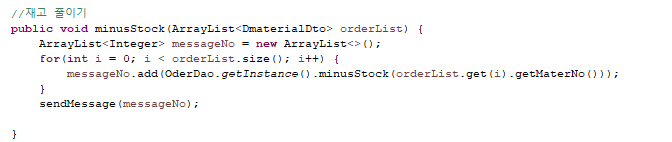 //재고 풀이기
public void minusStock(ArrayList<DmaterialDto> orderList) {
    ArrayList<Integer> messageNo = new ArrayList<>();
    for(int i = 0; i < orderList.size(); i++) {
        messageNo.add(OderDao.getInstance().minusStock(orderList.get(i).getMaterNo()));
    }
    sendMessage(messageNo);
}